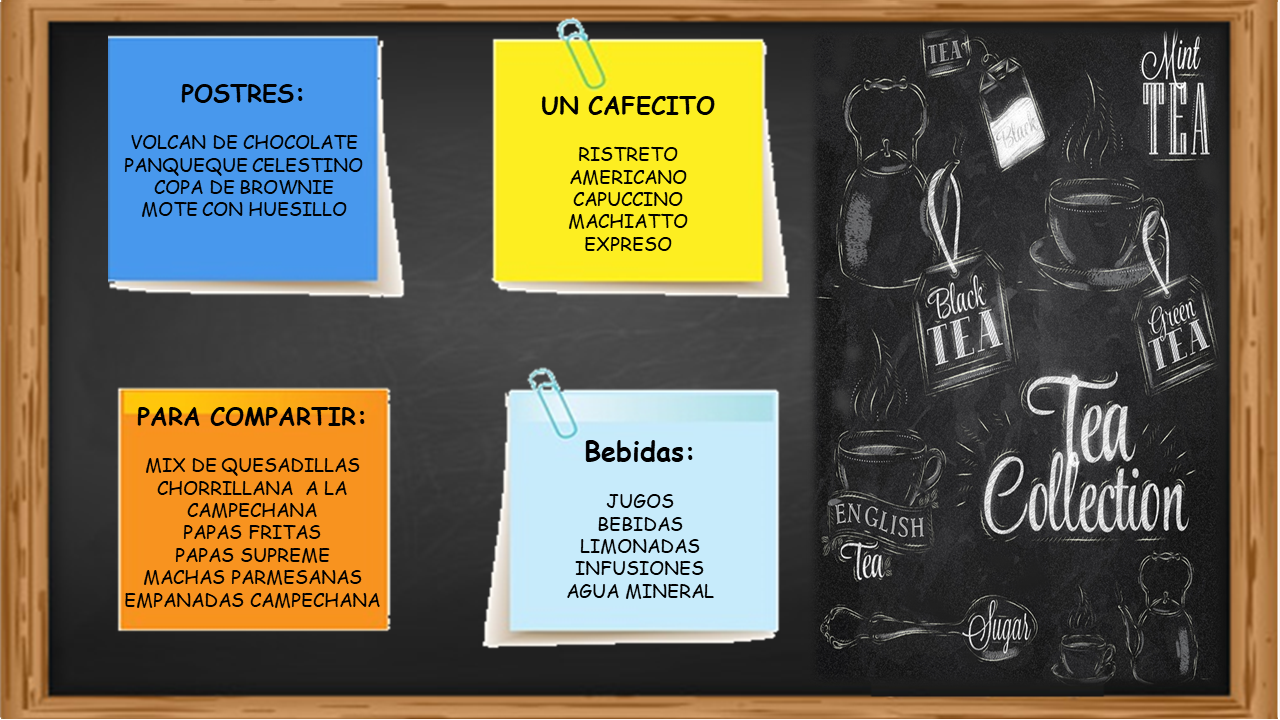 POSTRES:
VOLCAN DE CHOCOLATE
PANQUEQUE CELESTINO
COPA DE BROWNIE
MOTE CON HUESILLO
UN CAFECITO
RISTRETO
AMERICANO
CAPUCCINO
MACHIATTO
EXPRESO
PARA COMPARTIR:
MIX DE QUESADILLAS
CHORRILLANA A LA
CAMPECHANA
PAPAS FRITAS
PAPAS SUPREME
MACHAS PARMESANAS
EMPANADAS CAMPECHANA
Bebidas:
JUGOS
BEBIDAS
LIMONADAS
INFUSIONES
AGUA MINERAL
TEA
Black
Mint
TEA
Black
TEA
Green
TEA
Tea
Collection
ENGLISH
Tea
Sugar